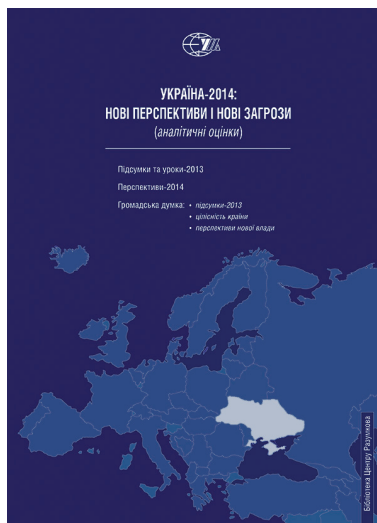 УКРАЇНА-2014:
НОВІ ПЕРСПЕКТИВИ І НОВІ ЗАГРОЗИ
(аналітичні оцінки)
Підсумки та уроки-2013
Перспективи-2014
Громадська думка: • підсумки-2013
• цілісність країни
• перспективи нової влади
Бібліотека Центру Разумкова